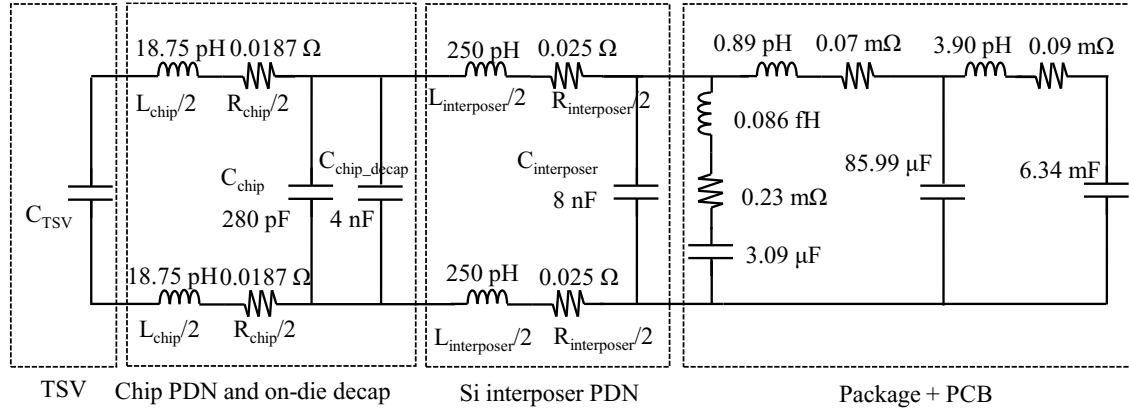 18.75 pH 0.0187 Ω
L_chip/2 R_chip/2
250 pH 0.025 Ω
L_interposer/2 R_interposer/2
0.89 pH 0.07 mΩ 3.90 pH 0.09 mΩ
0.086 fH
0.23 mΩ
3.09 μF
85.99 μF
6.34 mF
C_TSV
C_chip
280 pF
C_chip_decap
4 nF
C_interposer
8 nF
18.75 pH 0.0187 Ω
L_chip/2 R_chip/2
250 pH 0.025 Ω
L_interposer/2 R_interposer/2
TSV
Chip PDN and on-die decap
Si interposer PDN
Package + PCB